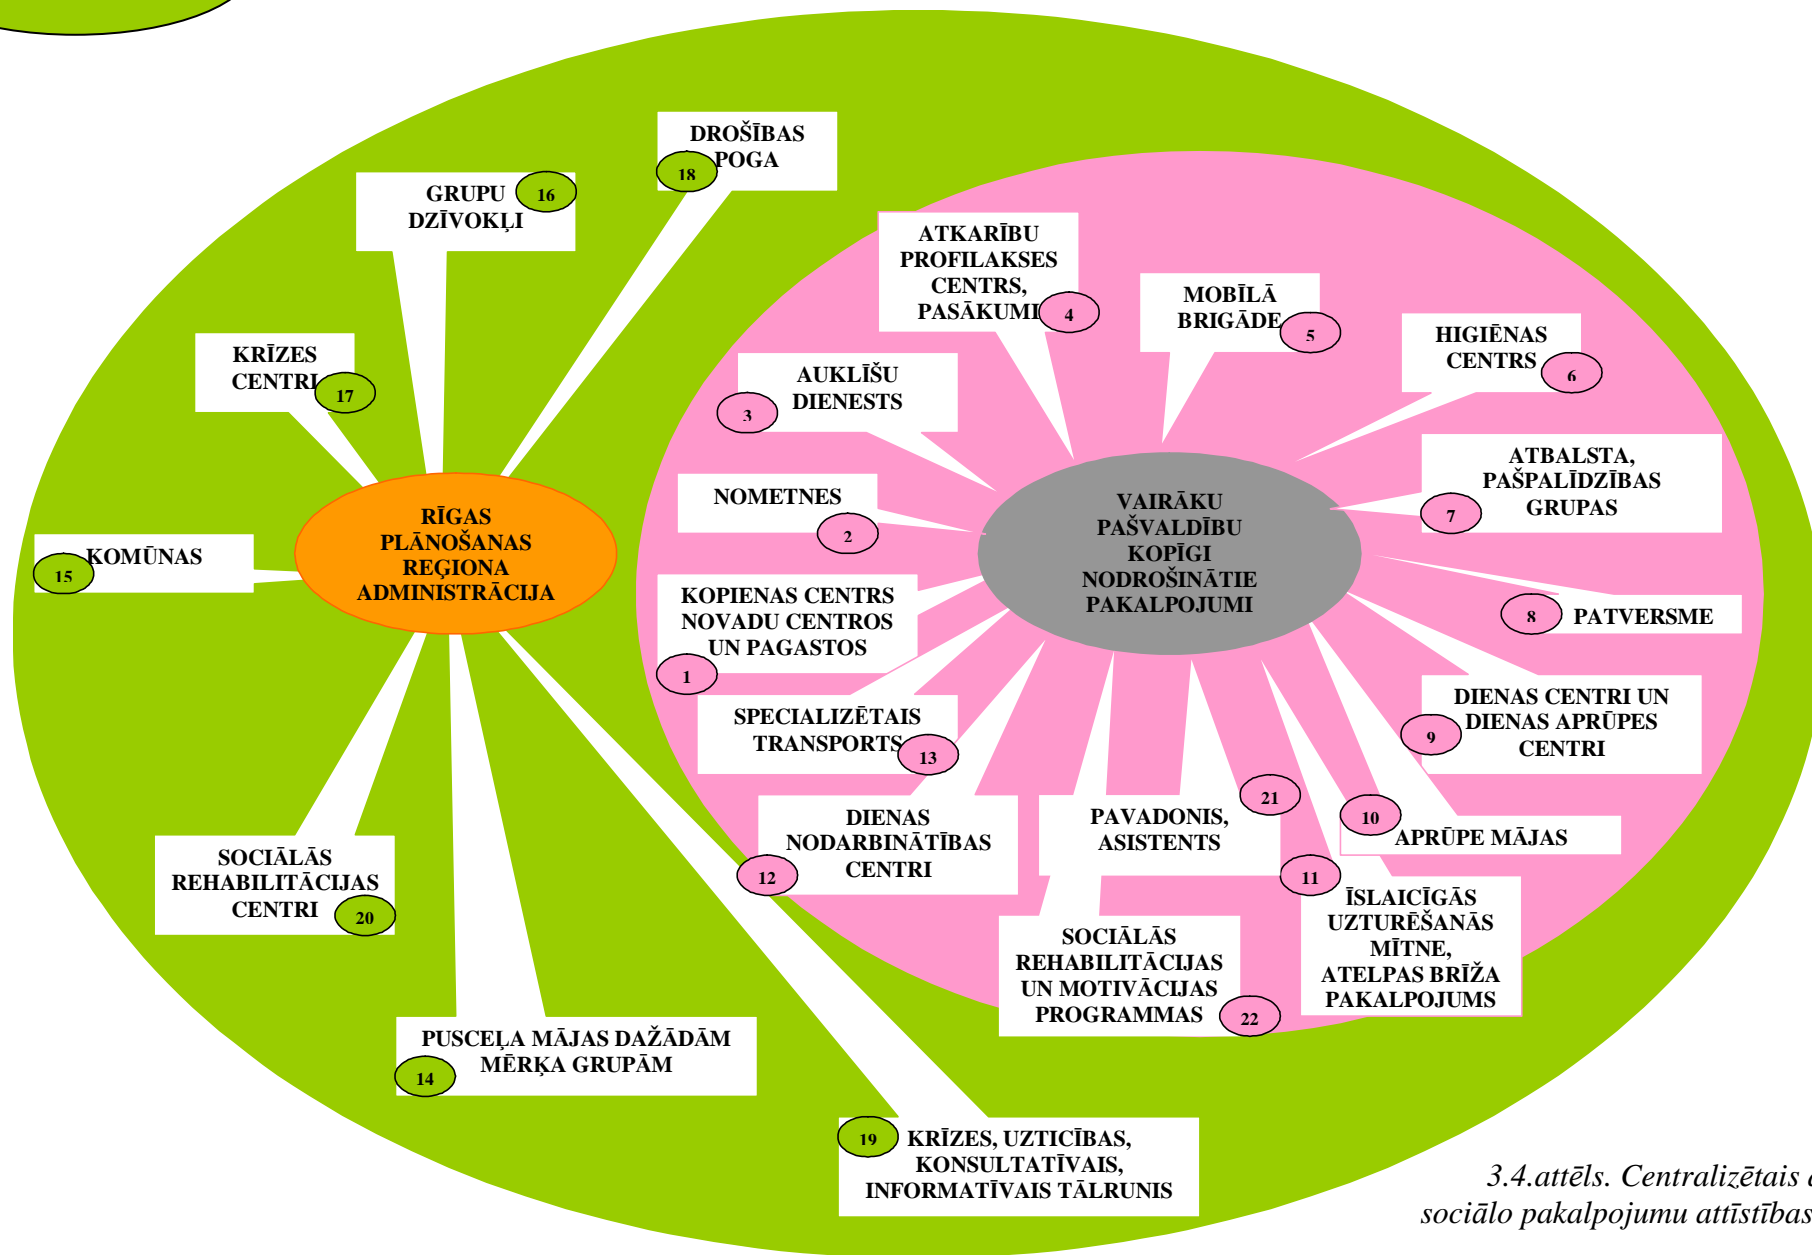 DROŠĪBAS
POGA
18
GRUPU
DZĪVOKĻI
16
KRĪZES
CENTRI
17
KOMŪNAS
15
RĪGAS
PLĀNOŠANAS
REĢIONA
ADMINISTRĀCIJA
SOCIĀLĀS
REHABILITĀCIJAS
CENTRI
20
PUSCEĻA MĀJAS DAŽĀDĀM
MĒRĶA GRUPĀM
14
19
KRĪZES, UZTICĪBAS,
KONSULTATĪVAIS,
INFORMATĪVAIS TĀLRUNIS
ATKARĪBU
PROFILAKSES
CENTRS,
PASĀKUMI
4
MOBĪLĀ
BRIGĀDE
5
HIGIĒNAS
CENTRS
6
AUKLĪŠU
DIENESTS
3
ATBALSTA,
PAŠPALĪDZĪBAS
GRUPAS
7
NOMETNES
2
VAIRĀKU
PAŠVALDĪBU
KOPĪGI
NODROŠINĀTIE
PAKALPOJUMI
KOPIENAS CENTRS
NOVADU CENTROS
UN PAGASTOS
1
8
PATVERSME
SPECIALIZĒTAIS
TRANSPORTS
13
DIENAS CENTRI UN
DIENAS APRŪPES
CENTRI
9
DIENAS
NODARBINĀTĪBAS
CENTRI
12
PAVADONIS,
ASISTENTS
21
10
APRŪPE MĀJAS
11
ĪSLAICĪGĀS
UZTURĒŠANĀS
MĪTNE,
ATELPAS BRĪŽA
PAKALPOJUMS
SOCIĀLĀS
REHABILITĀCIJAS
UN MOTIVĀCIJAS
PROGRAMMAS
22
3.4.attēls. Centralizētais
sociālo pakalpojumu attīstības